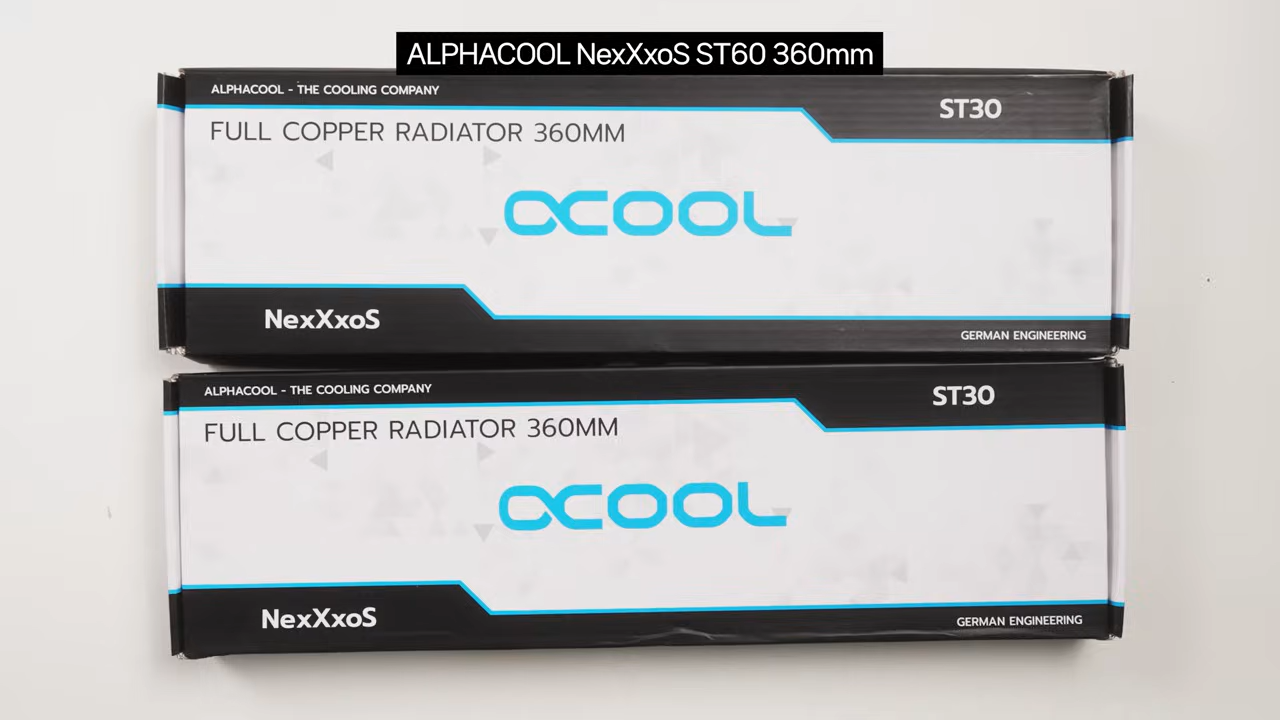 ALPHACOOL NexXxoS ST60 360mm
ALPHACOOL - THE COOLING COMPANY
ST30
FULL COPPER RADIATOR 360MM
αCOOL
NexXxoS
GERMAN ENGINEERING
ALPHACOOL - THE COOLING COMPANY
ST30
FULL COPPER RADIATOR 360MM
αCOOL
NexXxoS
GERMAN ENGINEERING